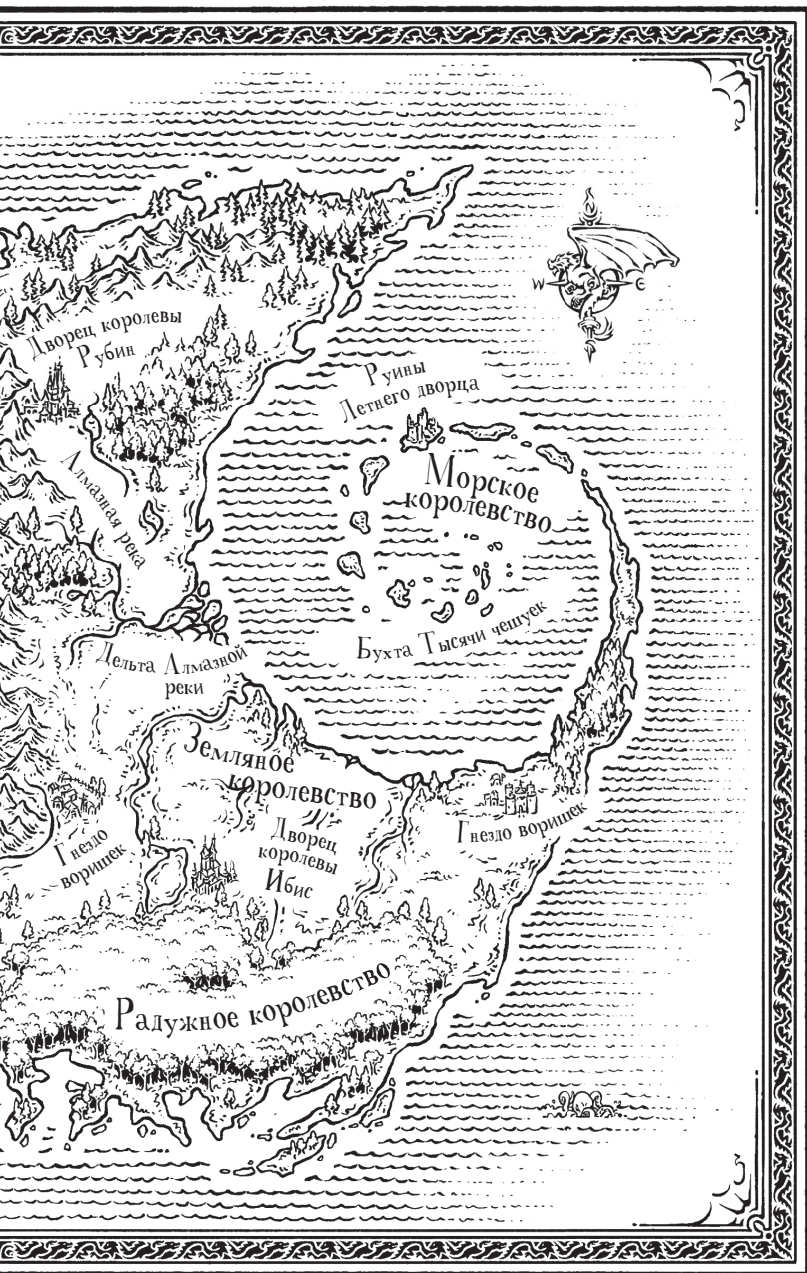 N
W
E
Дворец королевы
Рубин
Руины
Летнего дворца
Алмазная река
Морское
королевство
Бухта Тысячи чешуек
Дельта Алмазной
реки
Земляное
королевство
Гнездо воришек
Гнездо
воришек
Дворец
королевы
Ибис
Радужное королевство